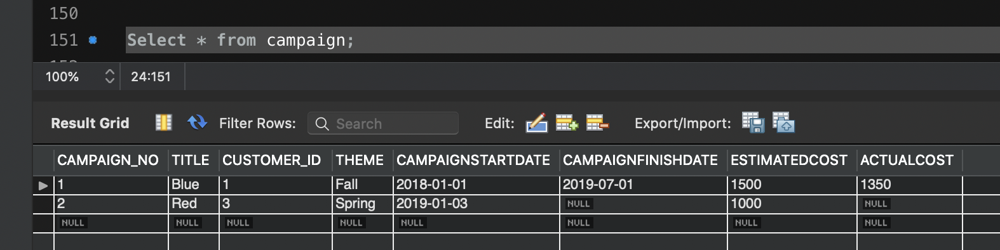 150
151 Select * from campaign;
100% 24:151
Result Grid Filter Rows: Search Edit: Export/Import:
CAMPAIGN_NO TITLE CUSTOMER_ID THEME CAMPAIGNSTARTDATE CAMPAIGNFINISHDATE ESTIMATEDCOST ACTUALCOST
1 Blue 1 Fall 2018-01-01 2019-07-01 1500 1350
2 Red 3 Spring 2019-01-03 NULL 1000 NULL
NULL NULL NULL NULL NULL NULL NULL NULL